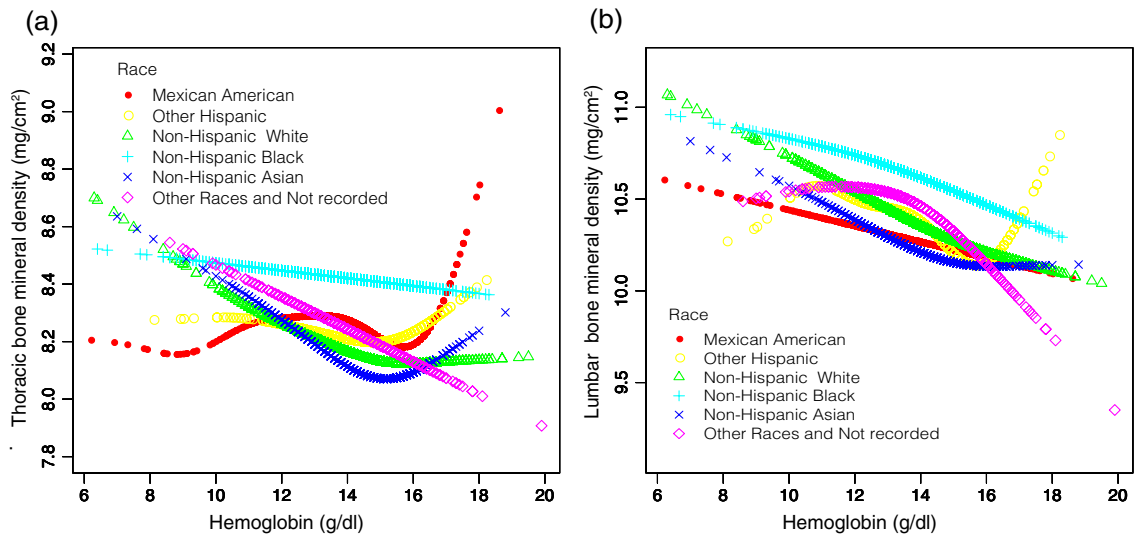 (a)
Thoracic bone mineral density (mg/cm²)
9.2
9.0
8.8
8.6
8.4
8.2
8.0
7.8
Race
Mexican American
Other Hispanic
Non-Hispanic White
Non-Hispanic Black
Non-Hispanic Asian
Other Races and Not recorded
6 8 10 12 14 16 18 20
Hemoglobin (g/dl)
(b)
Lumbar bone mineral density (mg/cm²)
11.0
10.5
10.0
9.5
Race
Mexican American
Other Hispanic
Non-Hispanic White
Non-Hispanic Black
Non-Hispanic Asian
Other Races and Not recorded
6 8 10 12 14 16 18 20
Hemoglobin (g/dl)